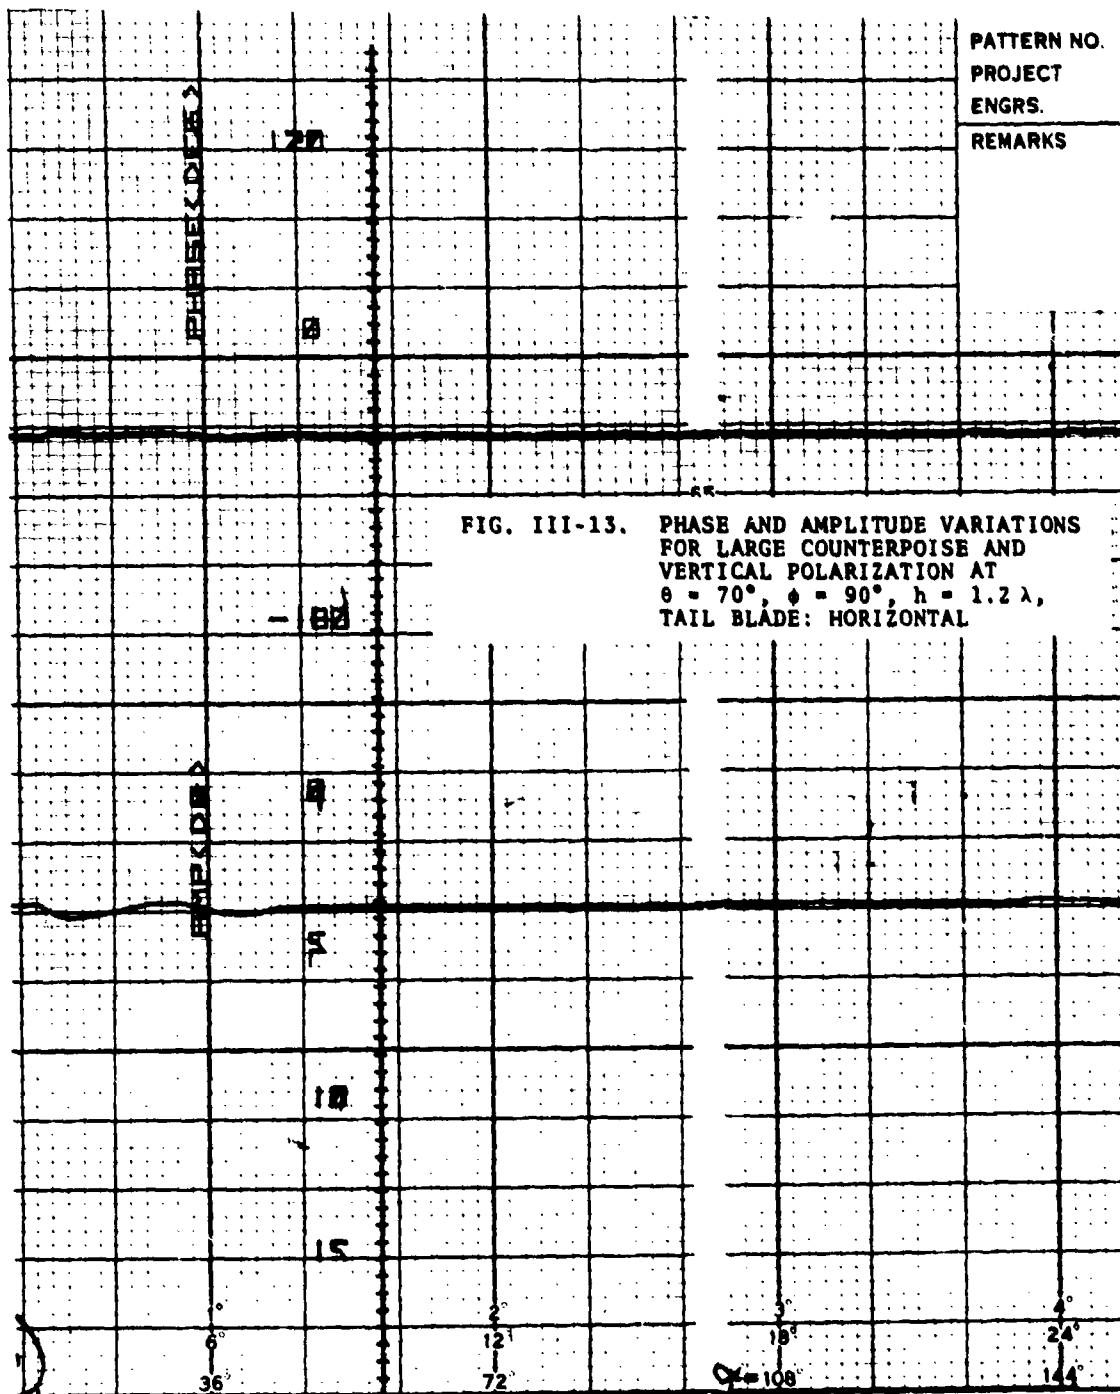 PATTERN NO.
PROJECT
ENGRS.
REMARKS
PHASE<DEG>
120
0
65
FIG. III-13. PHASE AND AMPLITUDE VARIATIONS
FOR LARGE COUNTERPOISE AND
VERTICAL POLARIZATION AT
θ = 70°, ϕ = 90°, h = 1.2 λ,
TAIL BLADE: HORIZONTAL
-180
AMP<DB>
0
5
10
15
1° 2° 3° 4°
6° 12° 18° 24°
36° 72° 108° 144°